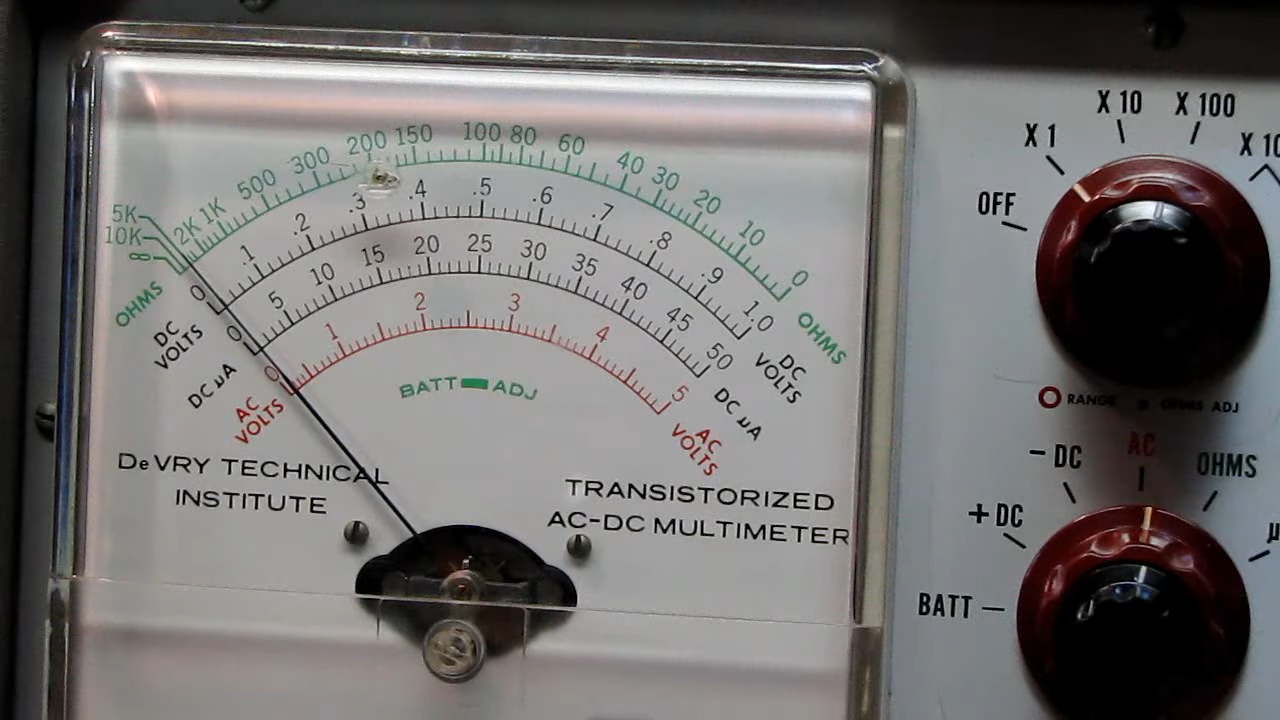 5K 10K ∞ 2K 1K 500 300 200 150 100 80 60 40 30 20 10 0
OHMS OHMS
0 .1 .2 .3 .4 .5 .6 .7 .8 .9 1.0
DC VOLTS DC VOLTS
0 5 10 15 20 25 30 35 40 45 50
DC μA DC μA
0 1 2 3 4 5
AC VOLTS AC VOLTS
BATT ADJ
DeVRY TECHNICAL
INSTITUTE
TRANSISTORIZED
AC-DC MULTIMETER
OFF X 1 X 10 X 100
RANGE OHMS ADJ
BATT +DC -DC AC OHMS